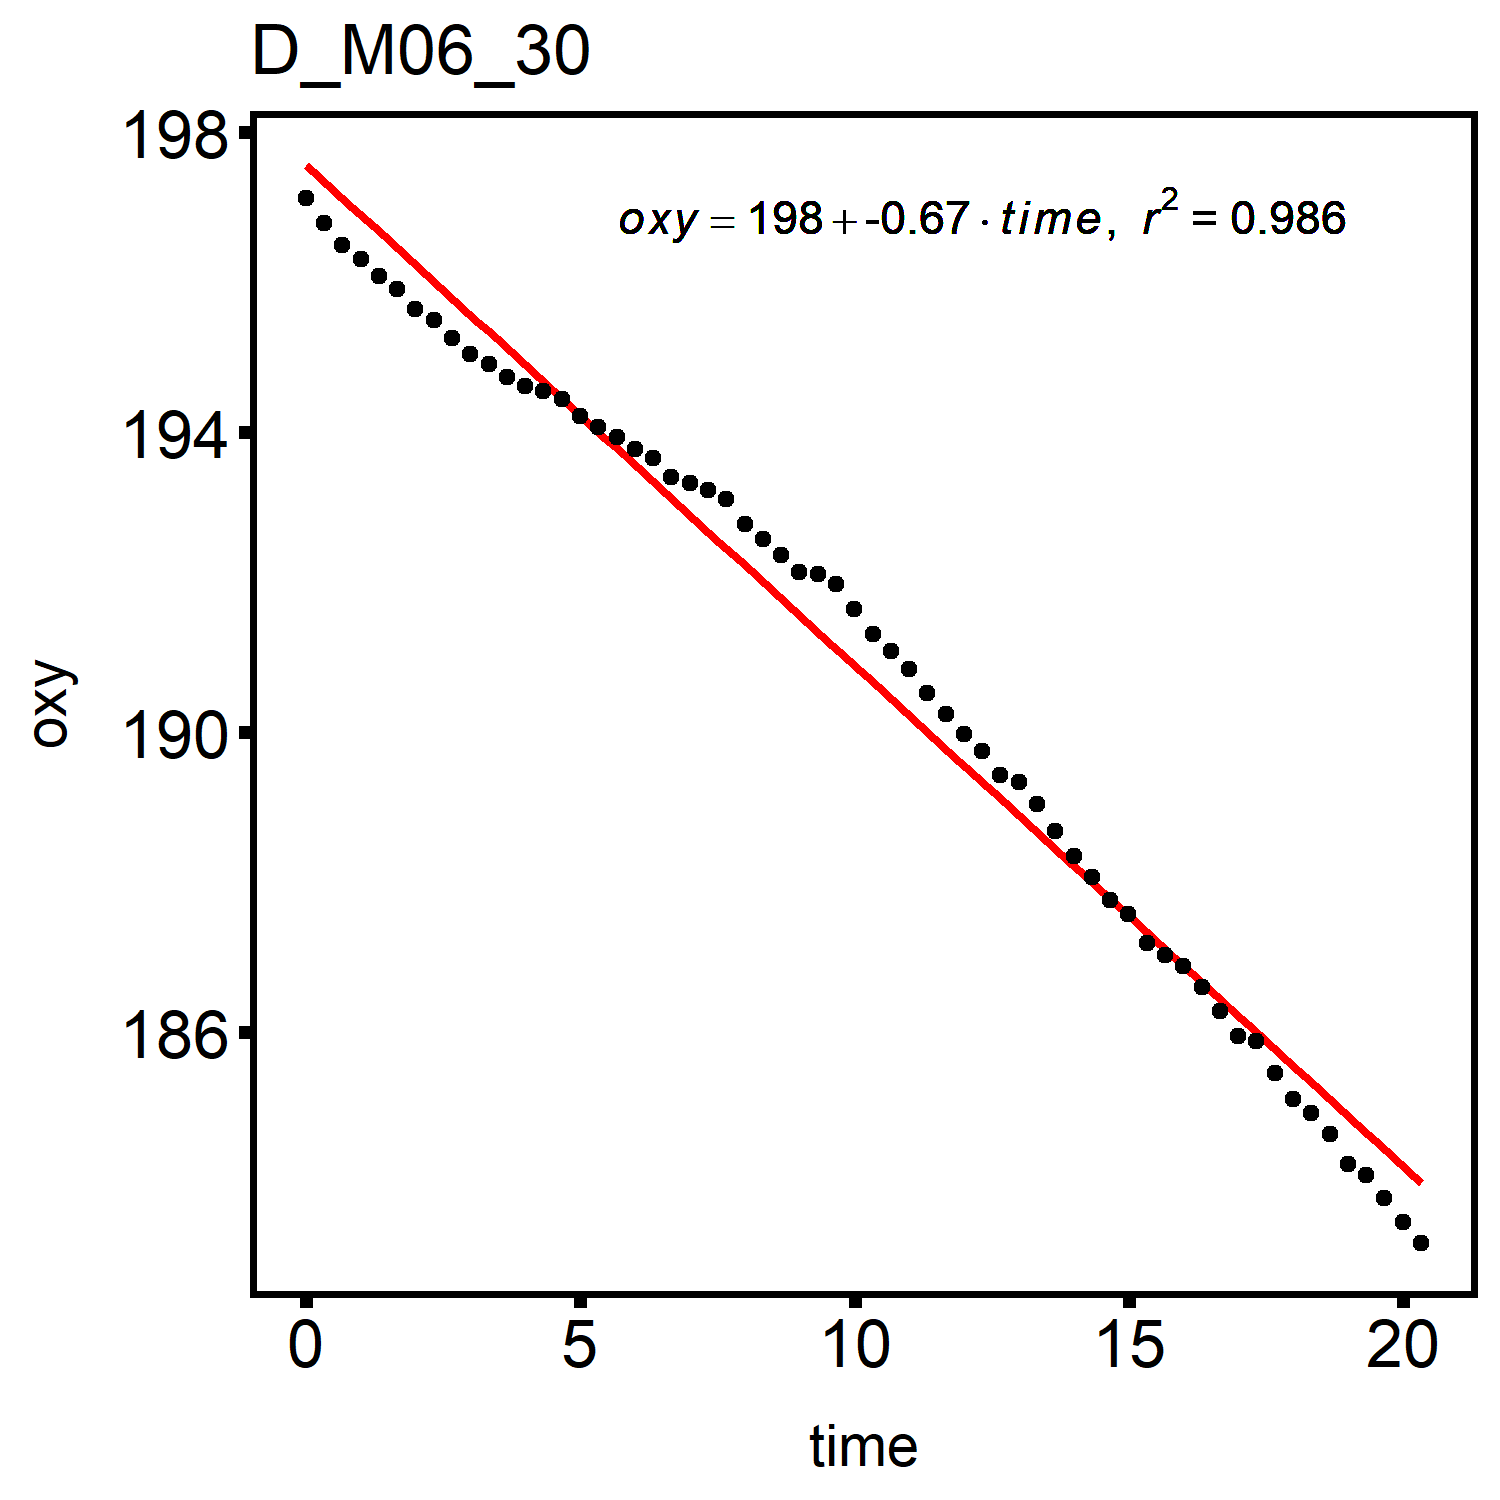 D_M06_30
oxy = 198 + -0.67 · time, r² = 0.986
198
194
190
186
oxy
0 5 10 15 20
time